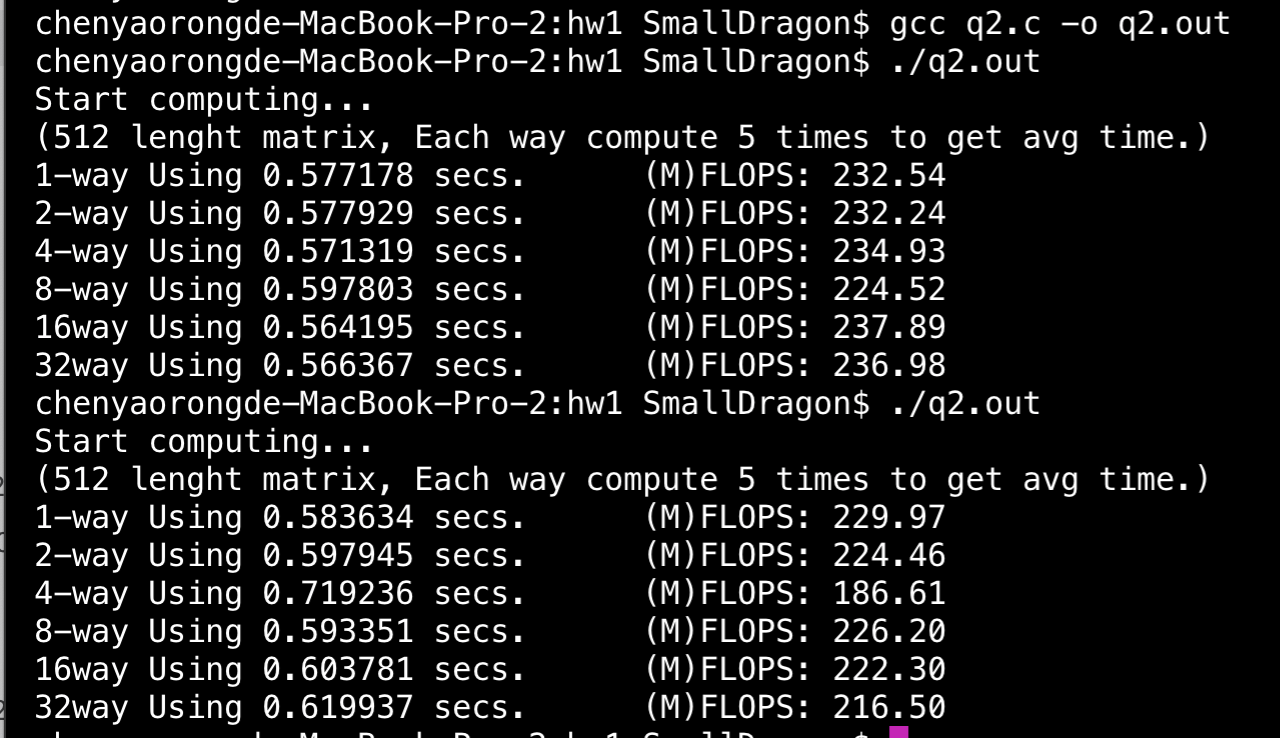 chenyaorongde-MacBook-Pro-2:hw1 SmallDragon$ gcc q2.c -o q2.out
chenyaorongde-MacBook-Pro-2:hw1 SmallDragon$ ./q2.out
Start computing...
(512 lenght matrix, Each way compute 5 times to get avg time.)
1-way Using 0.577178 secs. (M)FLOPS: 232.54
2-way Using 0.577929 secs. (M)FLOPS: 232.24
4-way Using 0.571319 secs. (M)FLOPS: 234.93
8-way Using 0.597803 secs. (M)FLOPS: 224.52
16way Using 0.564195 secs. (M)FLOPS: 237.89
32way Using 0.566367 secs. (M)FLOPS: 236.98
chenyaorongde-MacBook-Pro-2:hw1 SmallDragon$ ./q2.out
Start computing...
(512 lenght matrix, Each way compute 5 times to get avg time.)
1-way Using 0.583634 secs. (M)FLOPS: 229.97
2-way Using 0.597945 secs. (M)FLOPS: 224.46
4-way Using 0.719236 secs. (M)FLOPS: 186.61
8-way Using 0.593351 secs. (M)FLOPS: 226.20
16way Using 0.603781 secs. (M)FLOPS: 222.30
32way Using 0.619937 secs. (M)FLOPS: 216.50